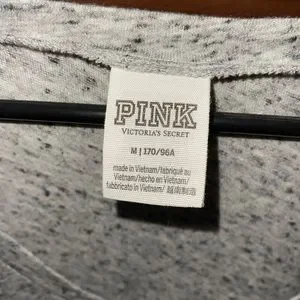 PINK
VICTORIA'S SECRET
M | 170/96A
made in Vietnam/fabriqué au
Vietnam/hecho en Vietnam/
fabbricato in Vietnam/ 越南制造